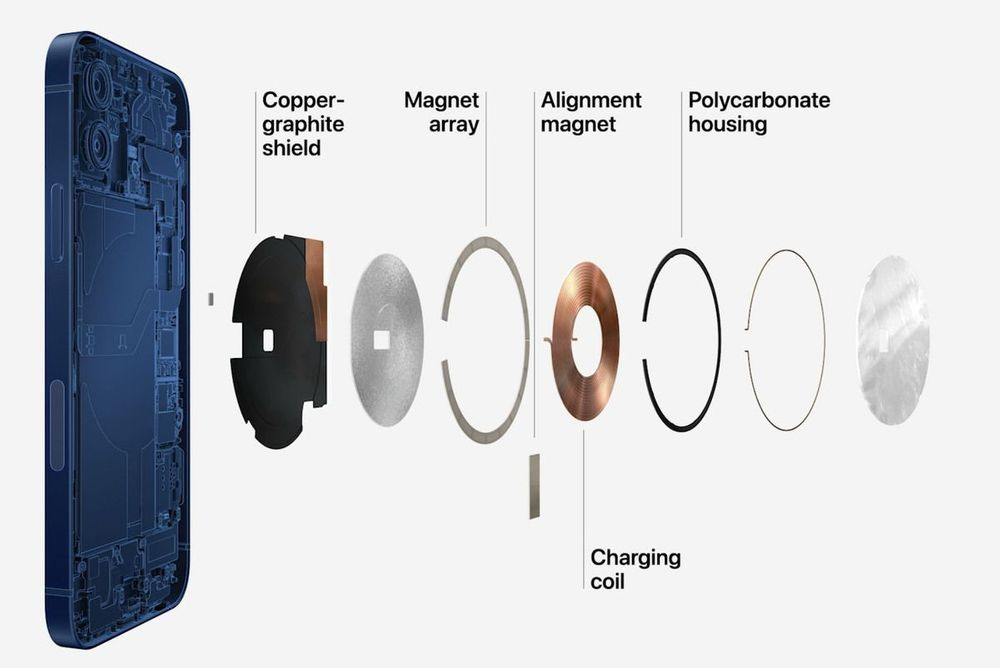 Copper-
graphite
shield
Magnet
array
Alignment
magnet
Polycarbonate
housing
Charging
coil